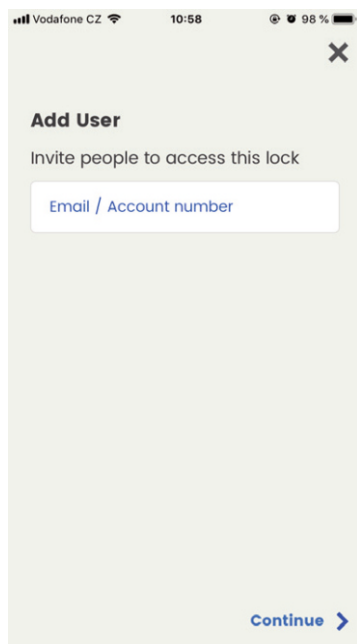 Vodafone CZ 10:58 98 %
Add User
Invite people to access this lock
Email / Account number
Continue